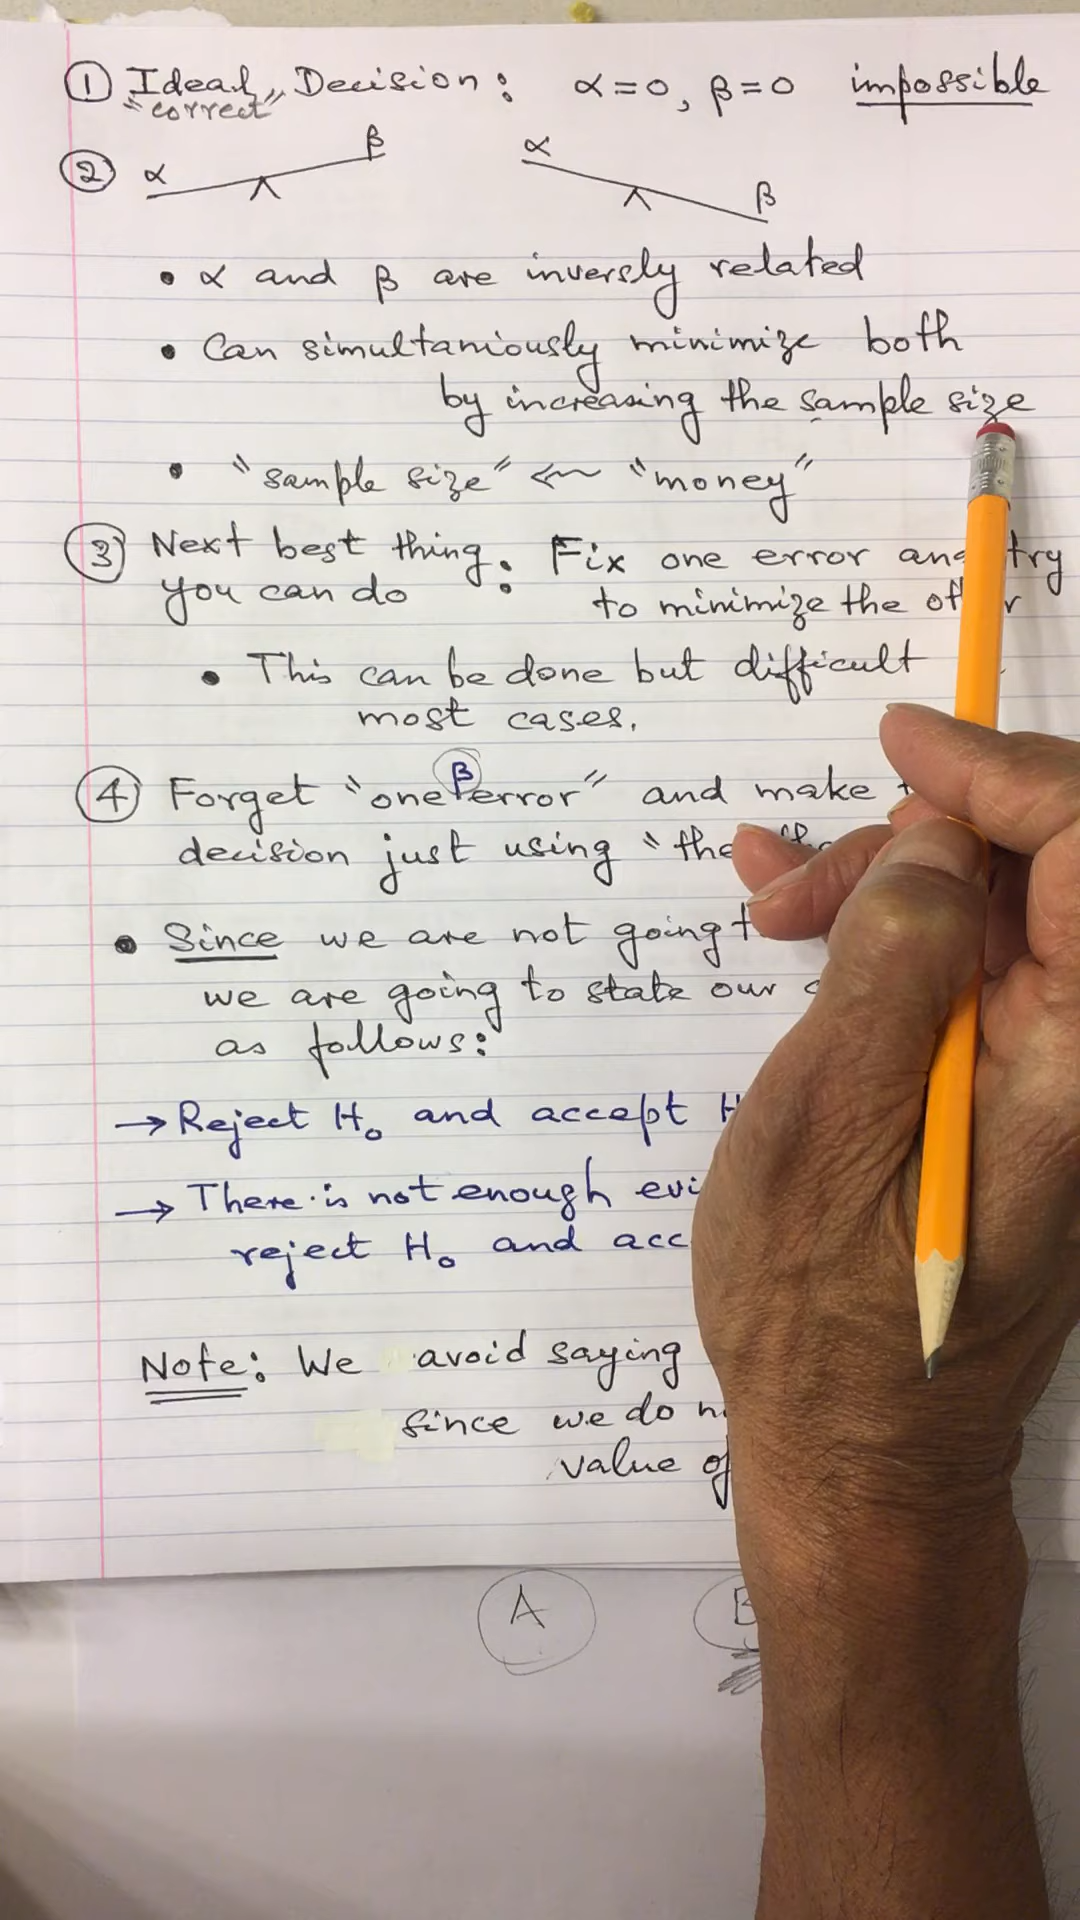 ① Ideal Decision: α=0, β=0 impossible
"correct"
② α β α β
• α and β are inversly related
• Can simultaniously minimize both
by increasing the sample size
• "sample size" ← "money"
③ Next best thing: Fix one error and try
you can do to minimize the
• This can be done but difficult
most cases.
β
④ Forget "one error" and make
decision just using "the
• Since we are not going
we are going to state our
as follows:
→ Reject H₀ and accept
→ There is not enough
reject H₀ and
Note: We avoid saying
since we do
value of
A